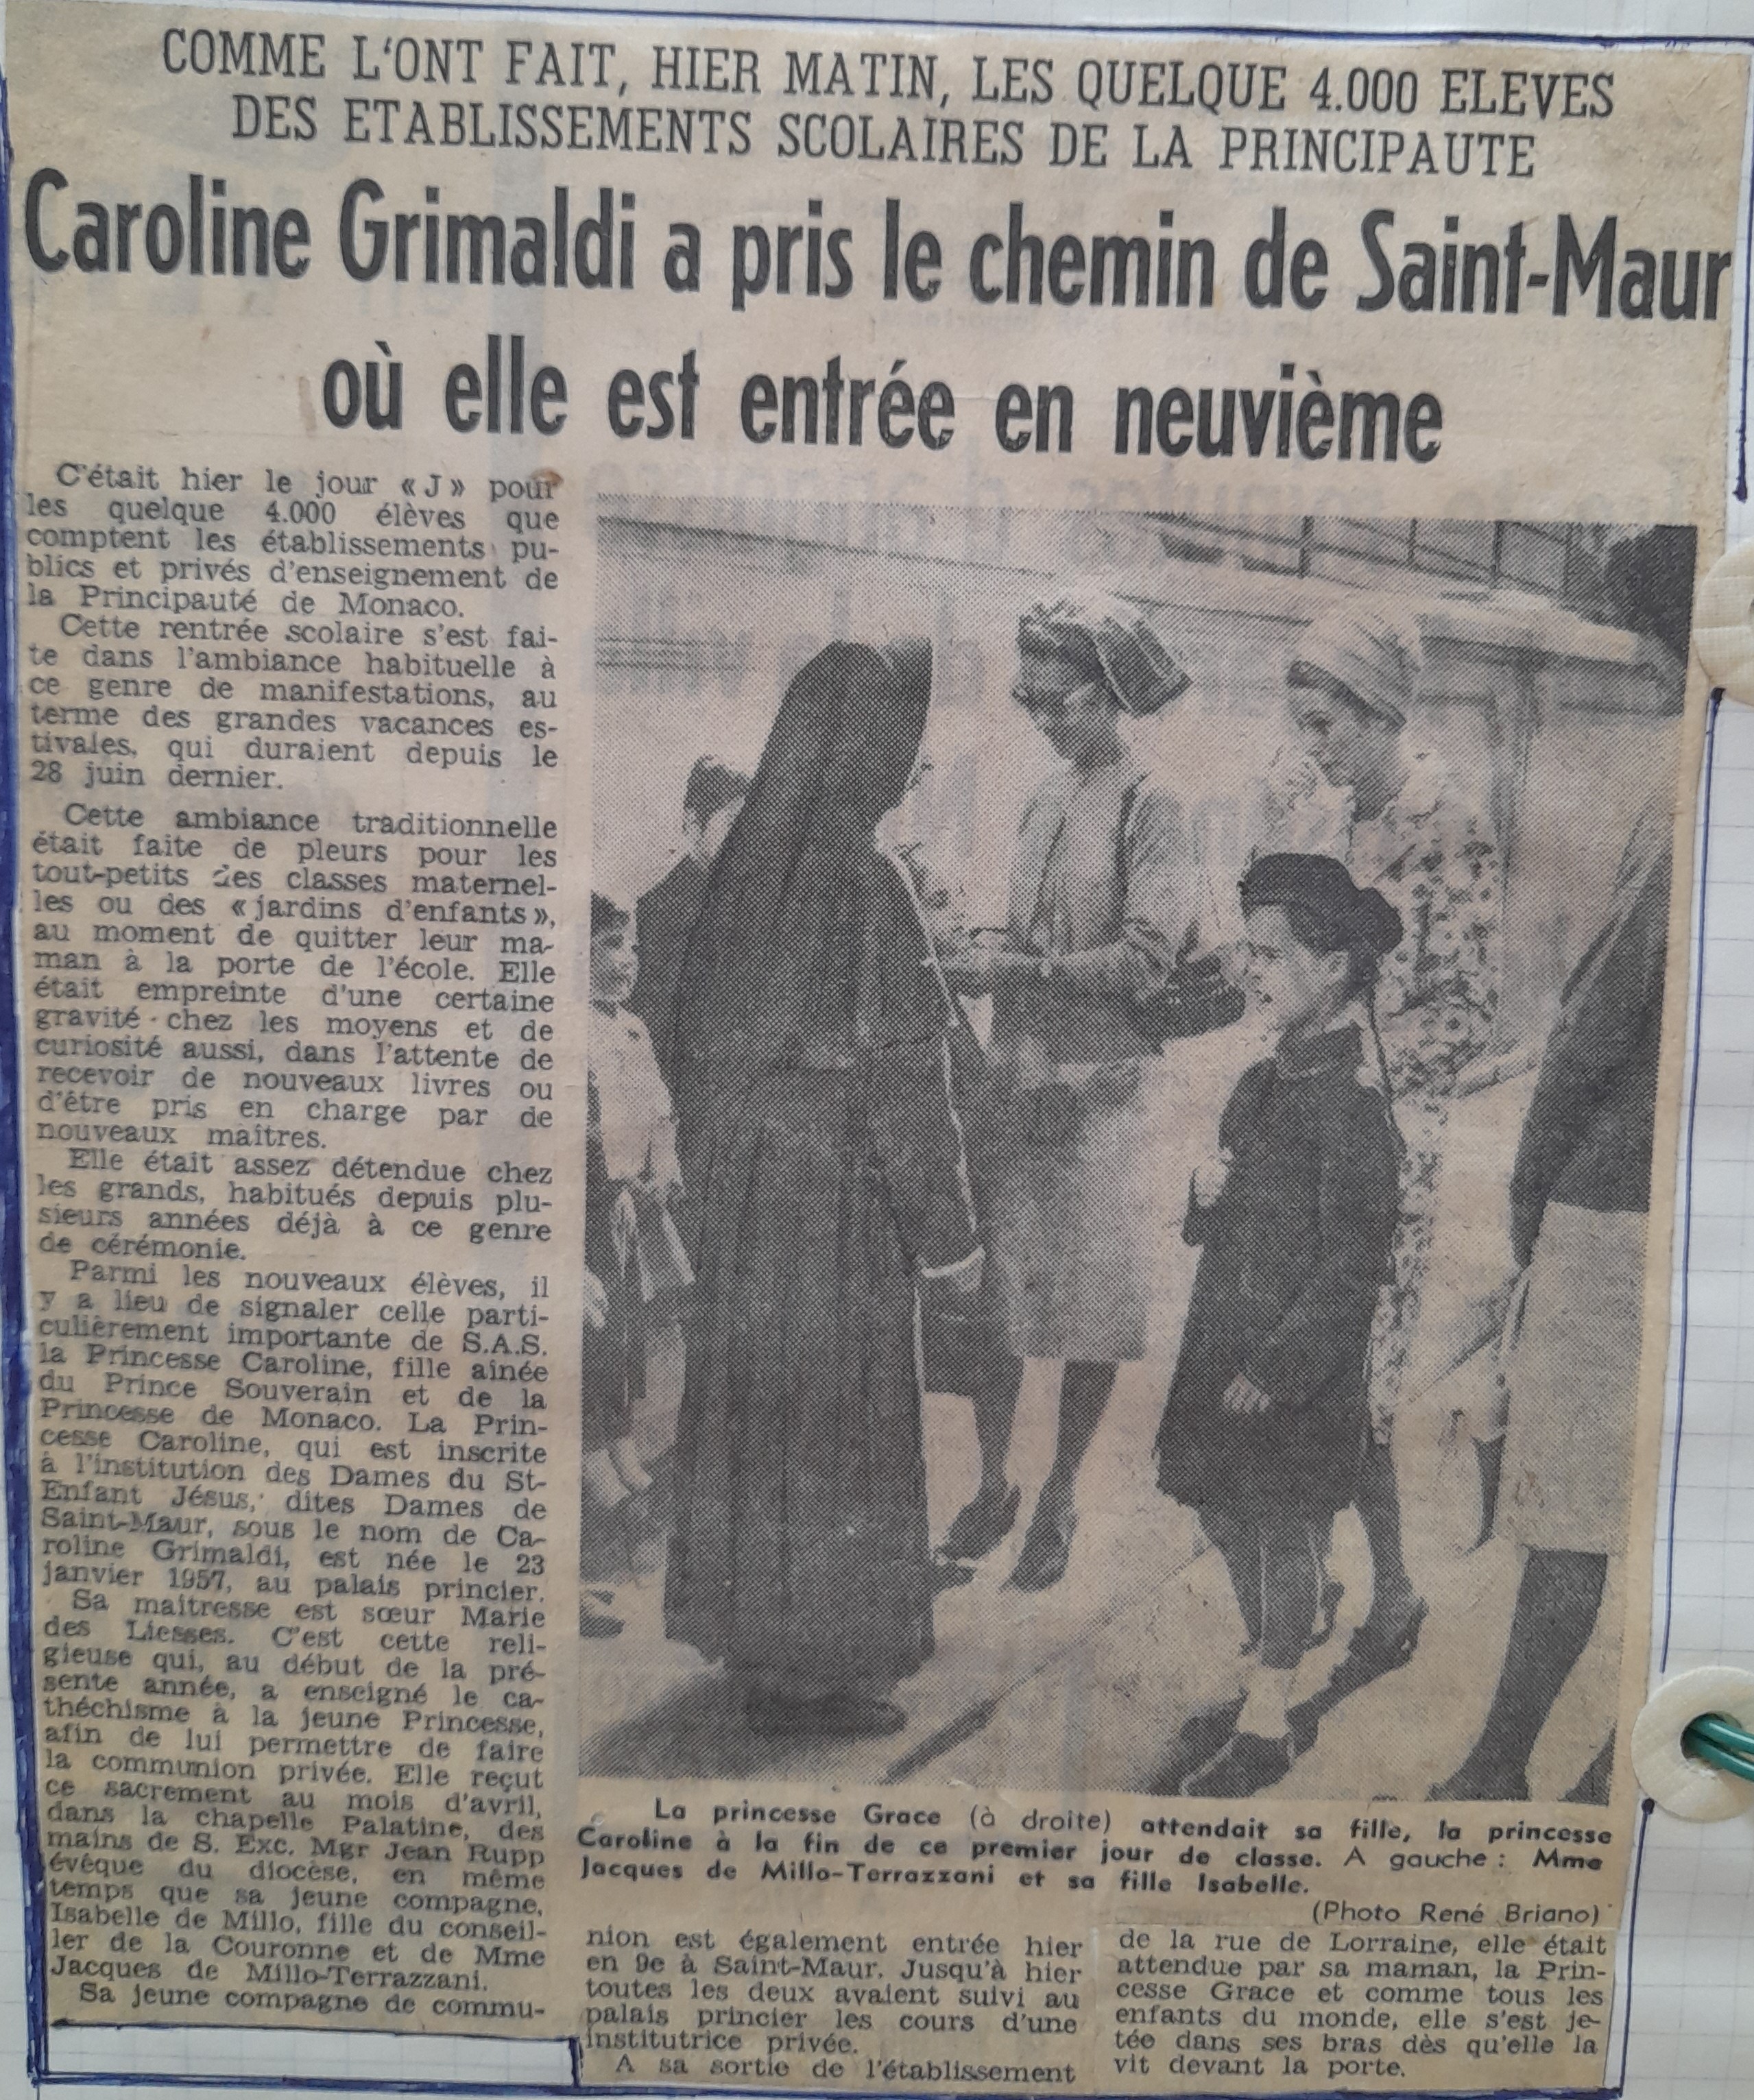 COMME L'ONT FAIT, HIER MATIN, LES QUELQUE 4.000 ELEVES
DES ETABLISSEMENTS SCOLAIRES DE LA PRINCIPAUTE
Caroline Grimaldi a pris le chemin de Saint-Maur
où elle est entrée en neuvième
C'était hier le jour « J » pour
les quelque 4.000 élèves que
comptent les établissements pu-
blics et privés d'enseignement de
la Principauté de Monaco.
Cette rentrée scolaire s'est fai-
te dans l'ambiance habituelle à
ce genre de manifestations, au
terme des grandes vacances es-
tivales, qui duraient depuis le
28 juin dernier.
Cette ambiance traditionnelle
était faite de pleurs pour les
tout-petits des classes maternel-
les ou des « jardins d'enfants »,
au moment de quitter leur ma-
man à la porte de l'école. Elle
était empreinte d'une certaine
gravité chez les moyens et de
curiosité aussi, dans l'attente de
recevoir de nouveaux livres ou
d'être pris en charge par de
nouveaux maîtres.
Elle était assez détendue chez
les grands, habitués depuis plu-
sieurs années déjà à ce genre
de cérémonie.
Parmi les nouveaux élèves, il
y a lieu de signaler celle parti-
culièrement importante de S.A.S.
la Princesse Caroline, fille aînée
du Prince Souverain et de la
Princesse de Monaco. La Prin-
cesse Caroline, qui est inscrite
à l'institution des Dames du St-
Enfant Jésus, dites Dames de
Saint-Maur, sous le nom de Ca-
roline Grimaldi, est née le 23
janvier 1957, au palais princier.
Sa maîtresse est sœur Marie
des Liesses. C'est cette reli-
gieuse qui, au début de la pré-
sente année, a enseigné le ca-
théchisme à la jeune Princesse,
afin de lui permettre de faire
la communion privée. Elle reçut
ce sacrement au mois d'avril,
dans la chapelle Palatine, des
mains de S. Exc. Mgr Jean Rupp
évêque du diocèse, en même
temps que sa jeune compagne,
Isabelle de Millo, fille du conseil-
ler de la Couronne et de Mme
Jacques de Millo-Terrazzani.
Sa jeune compagne de commu-
La princesse Grace (à droite) attendait sa fille, la princesse
Caroline à la fin de ce premier jour de classe. A gauche : Mme
Jacques de Millo-Terrazzani et sa fille Isabelle.
(Photo René Briano)
nion est également entrée hier
en 9e à Saint-Maur. Jusqu'à hier
toutes les deux avaient suivi au
palais princier les cours d'une
institutrice privée.
A sa sortie de l'établissement
de la rue de Lorraine, elle était
attendue par sa maman, la Prin-
cesse Grace et comme tous les
enfants du monde, elle s'est je-
tée dans ses bras dès qu'elle la
vit devant la porte.